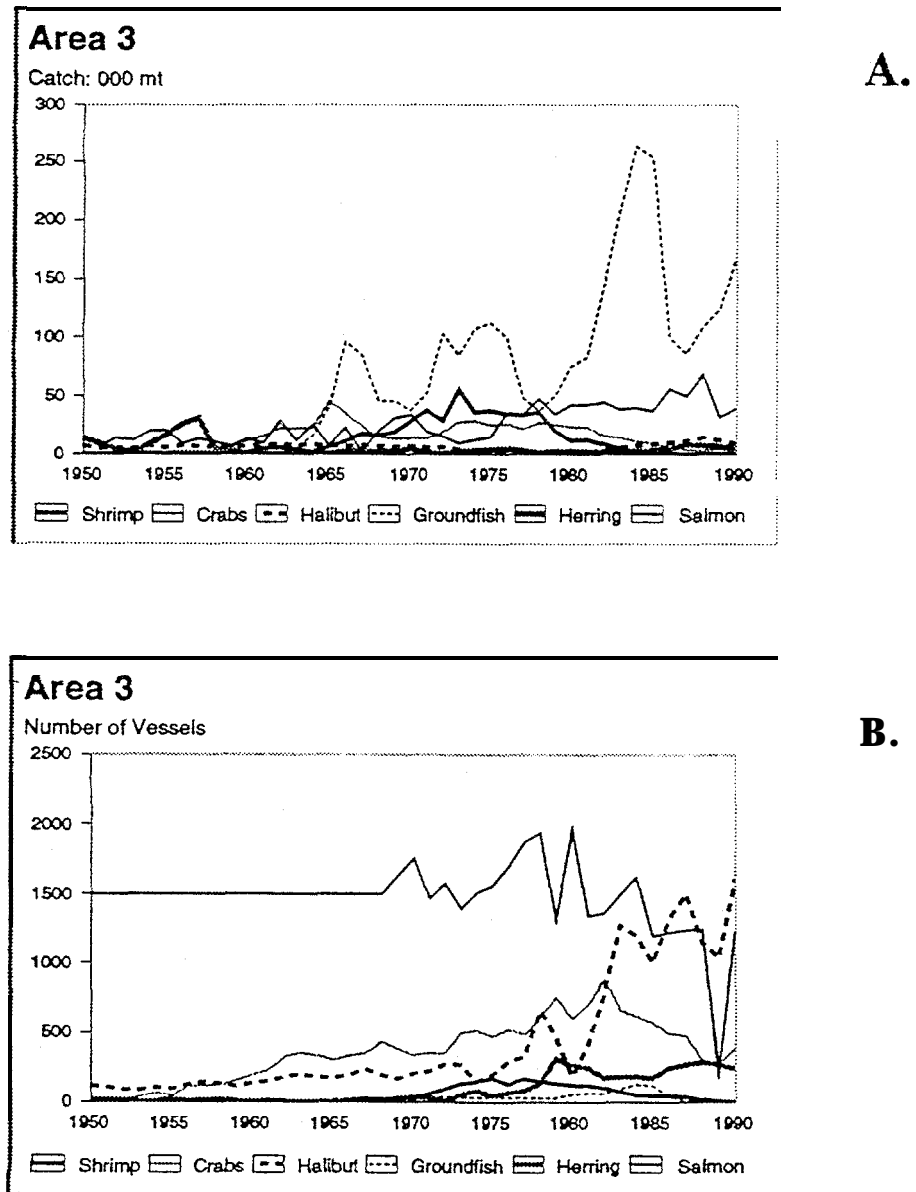 Area 3
A.
Catch: 000 mt
300
250
200
150
100
50
0
1950 1955 1960 1965 1970 1975 1980 1985 1990
Shrimp Crabs Halibut Groundfish Herring Salmon
Area 3
Number of Vessels
B.
2500
2000
1500
1000
500
0
1950 1955 1960 1965 1970 1975 1980 1985 1990
Shrimp Crabs Halibut Groundfish Herring Salmon